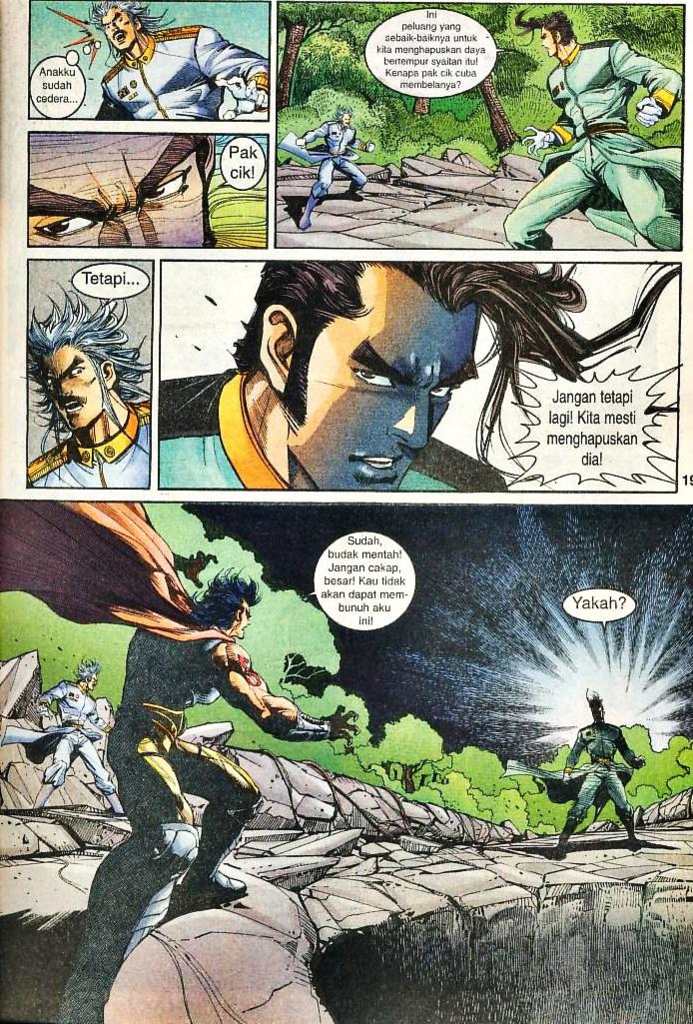 Anakku
sudah
cedera...
Ini
peluang yang
sebaik-baiknya untuk
kita menghapuskan daya
bertempur syaitan itu!
Kenapa pak cik cuba
membelanya?
Pak
cik!
Tetapi...
Jangan tetapi
lagi! Kita mesti
menghapuskan
dia!
19
Sudah,
budak mentah!
Jangan cakap,
besar! Kau tidak
akan dapat mem-
bunuh aku
ini!
Yakah?